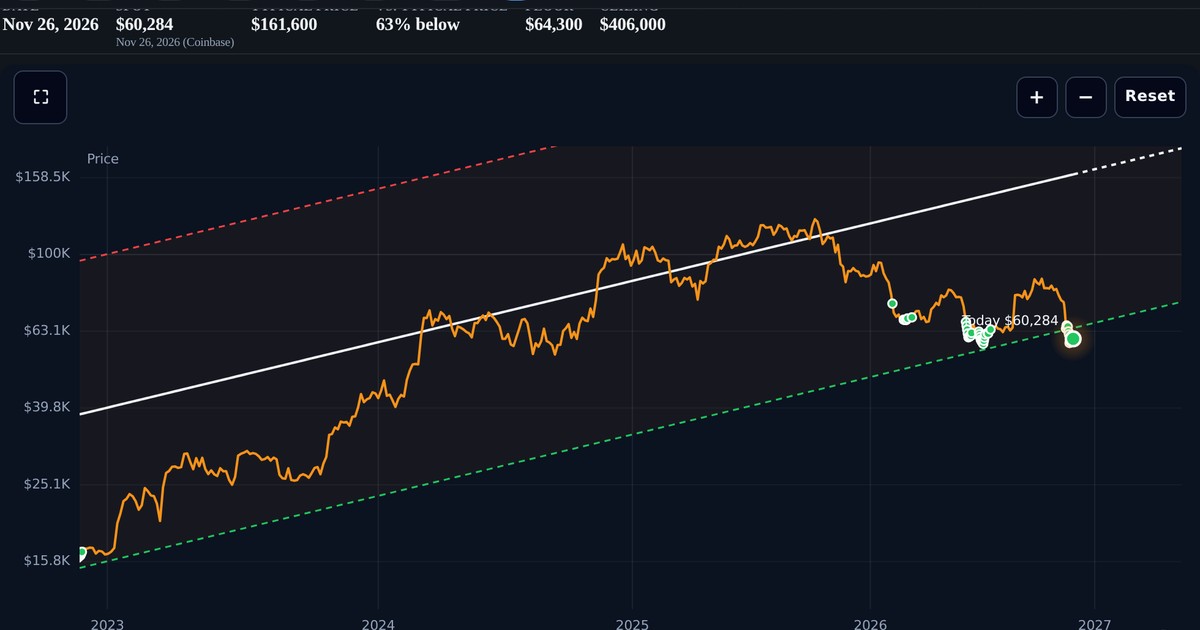 Nov 26, 2026 $60,284 $161,600 63% below $64,300 $406,000
Nov 26, 2026 (Coinbase)
+ − Reset
Price
$158.5K
$100K
$63.1K
$39.8K
$25.1K
$15.8K
Today $60,284
2023 2024 2025 2026 2027